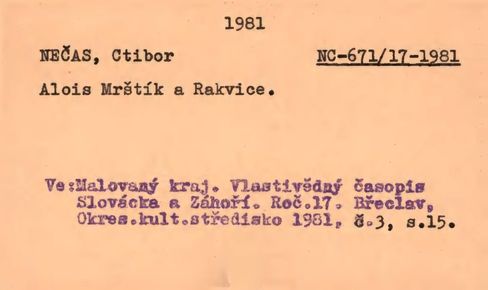 1981
NEČAS, Ctibor NC-671/17-1981
Alois Mrštík a Rakvice.
Ve:Malovaný kraj. Vlastivědný časopis
Slovácka a Záhoří. Roč.17. Břeclav,
Okres.kult.středisko 1981, č.3, s.15.